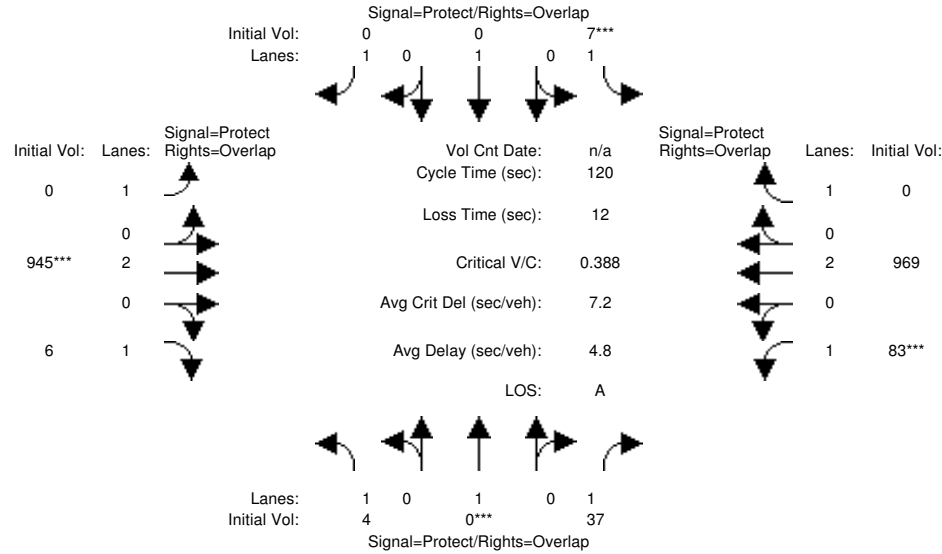 Signal=Protect/Rights=Overlap
Initial Vol: 0 0 7***
Lanes: 1 0 1 0 1
Signal=Protect
Rights=Overlap
Initial Vol: Lanes:
Vol Cnt Date: n/a
Signal=Protect
Rights=Overlap
Lanes: Initial Vol:
Cycle Time (sec): 120
0 1
1 0
Loss Time (sec): 12
0
0
945*** 2
Critical V/C: 0.388
2 969
0
Avg Crit Del (sec/veh): 7.2
0
6 1
Avg Delay (sec/veh): 4.8
1 83***
LOS: A
Lanes: 1 0 1 0 1
Initial Vol: 4 0*** 37
Signal=Protect/Rights=Overlap